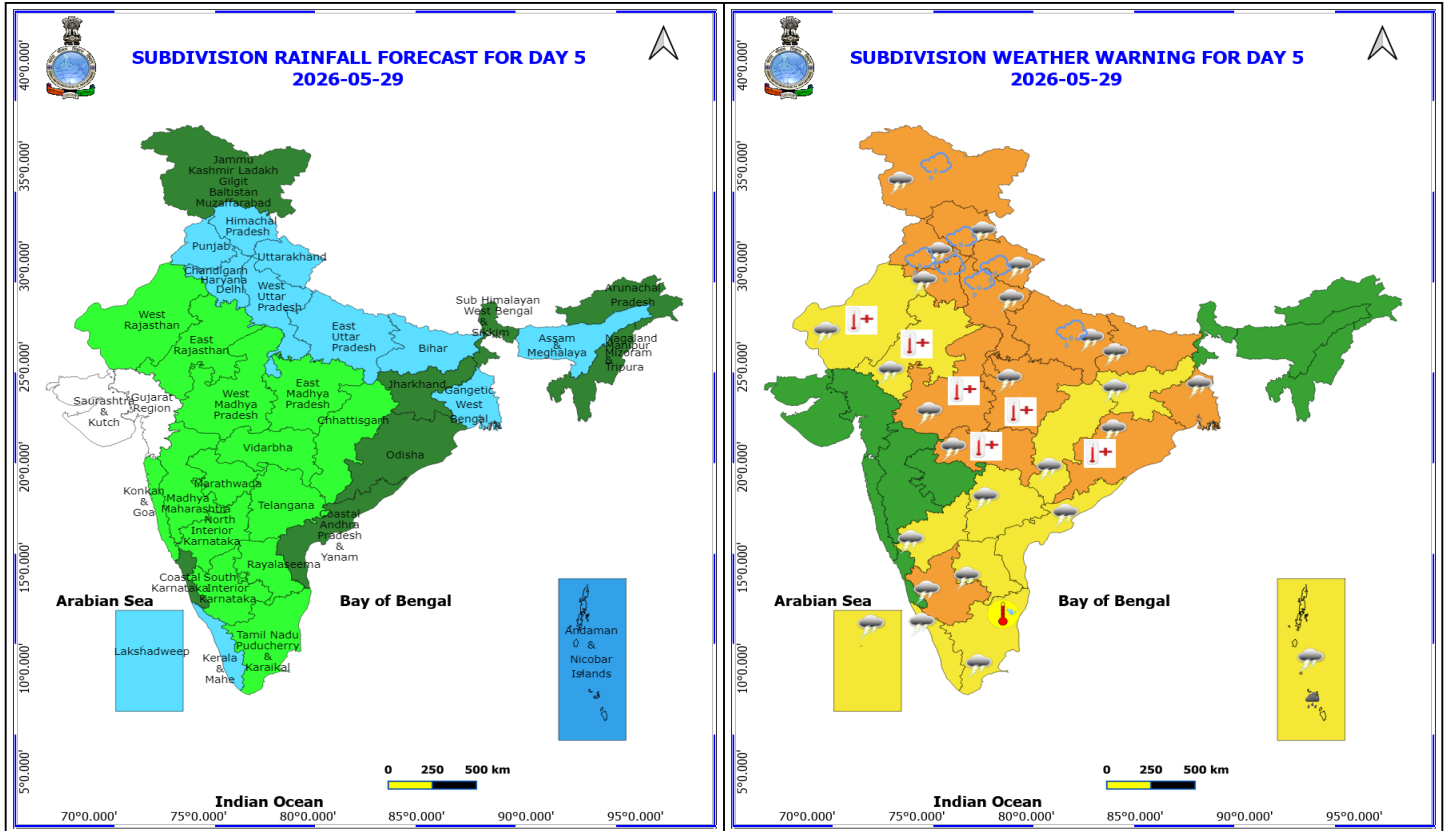 SUBDIVISION RAINFALL FORECAST FOR DAY 5
2026-05-29
40°0.000'
35°0.000'
30°0.000'
25°0.000'
20°0.000'
15°0.000'
10°0.000'
5°0.000'
Jammu
Kashmir Ladakh
Gilgit
Baltistan
Muzaffarabad
Himachal
Pradesh
Punjab
Uttarakhand
Chandigarh
Haryana
Delhi
West
Uttar
Pradesh
Arunachal
Pradesh
Sub Himalayan
West Bengal
&
Sikkim
West
Rajasthan
East
Rajasthan
East
Uttar
Pradesh
Bihar
Assam
&
Meghalaya
Nagaland
Manipur
Mizoram
&
Tripura
Saurashtra
&
Kutch
Gujarat
Region
West
Madhya
Pradesh
East
Madhya
Pradesh
Jharkhand
Gangetic
West
Bengal
Chhattisgarh
Vidarbha
Odisha
Konkan
&
Goa
Marathwada
Madhya
Maharashtra
Telangana
North
Interior
Karnataka
Coastal
Andhra
Pradesh
&
Yanam
Rayalaseema
Coastal
Karnataka
South
Interior
Karnataka
Arabian Sea
Bay of Bengal
Lakshadweep
Kerala
&
Mahe
Tamil Nadu
Puducherry
&
Karaikal
Andaman
&
Nicobar
Islands
0 250 500 km
Indian Ocean
70°0.000' 75°0.000' 80°0.000' 85°0.000' 90°0.000' 95°0.000'
SUBDIVISION WEATHER WARNING FOR DAY 5
2026-05-29
40°0.000'
35°0.000'
30°0.000'
25°0.000'
20°0.000'
15°0.000'
10°0.000'
5°0.000'
Arabian Sea
Bay of Bengal
0 250 500 km
Indian Ocean
70°0.000' 75°0.000' 80°0.000' 85°0.000' 90°0.000' 95°0.000'